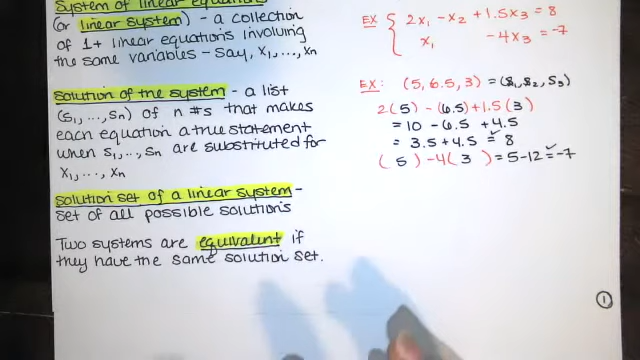 System of linear equations
(or linear system) - a collection
of 1+ linear equations involving
the same variables - say, x₁, ..., xₙ
solution of the system - a list
(s₁, ..., sₙ) of n #s that makes
each equation a true statement
when s₁, ..., sₙ are substituted for
x₁, ..., xₙ
solution set of a linear system -
set of all possible solutions
Two systems are equivalent if
they have the same solution set.
EX { 2x₁ - x₂ + 1.5x₃ = 8
x₁ - 4x₃ = -7
EX: (5, 6.5, 3) = (s₁, s₂, s₃)
2(5) - (6.5) + 1.5(3)
= 10 - 6.5 + 4.5
= 3.5 + 4.5 =✓ 8
(5) - 4(3) = 5 - 12 =✓ -7
1